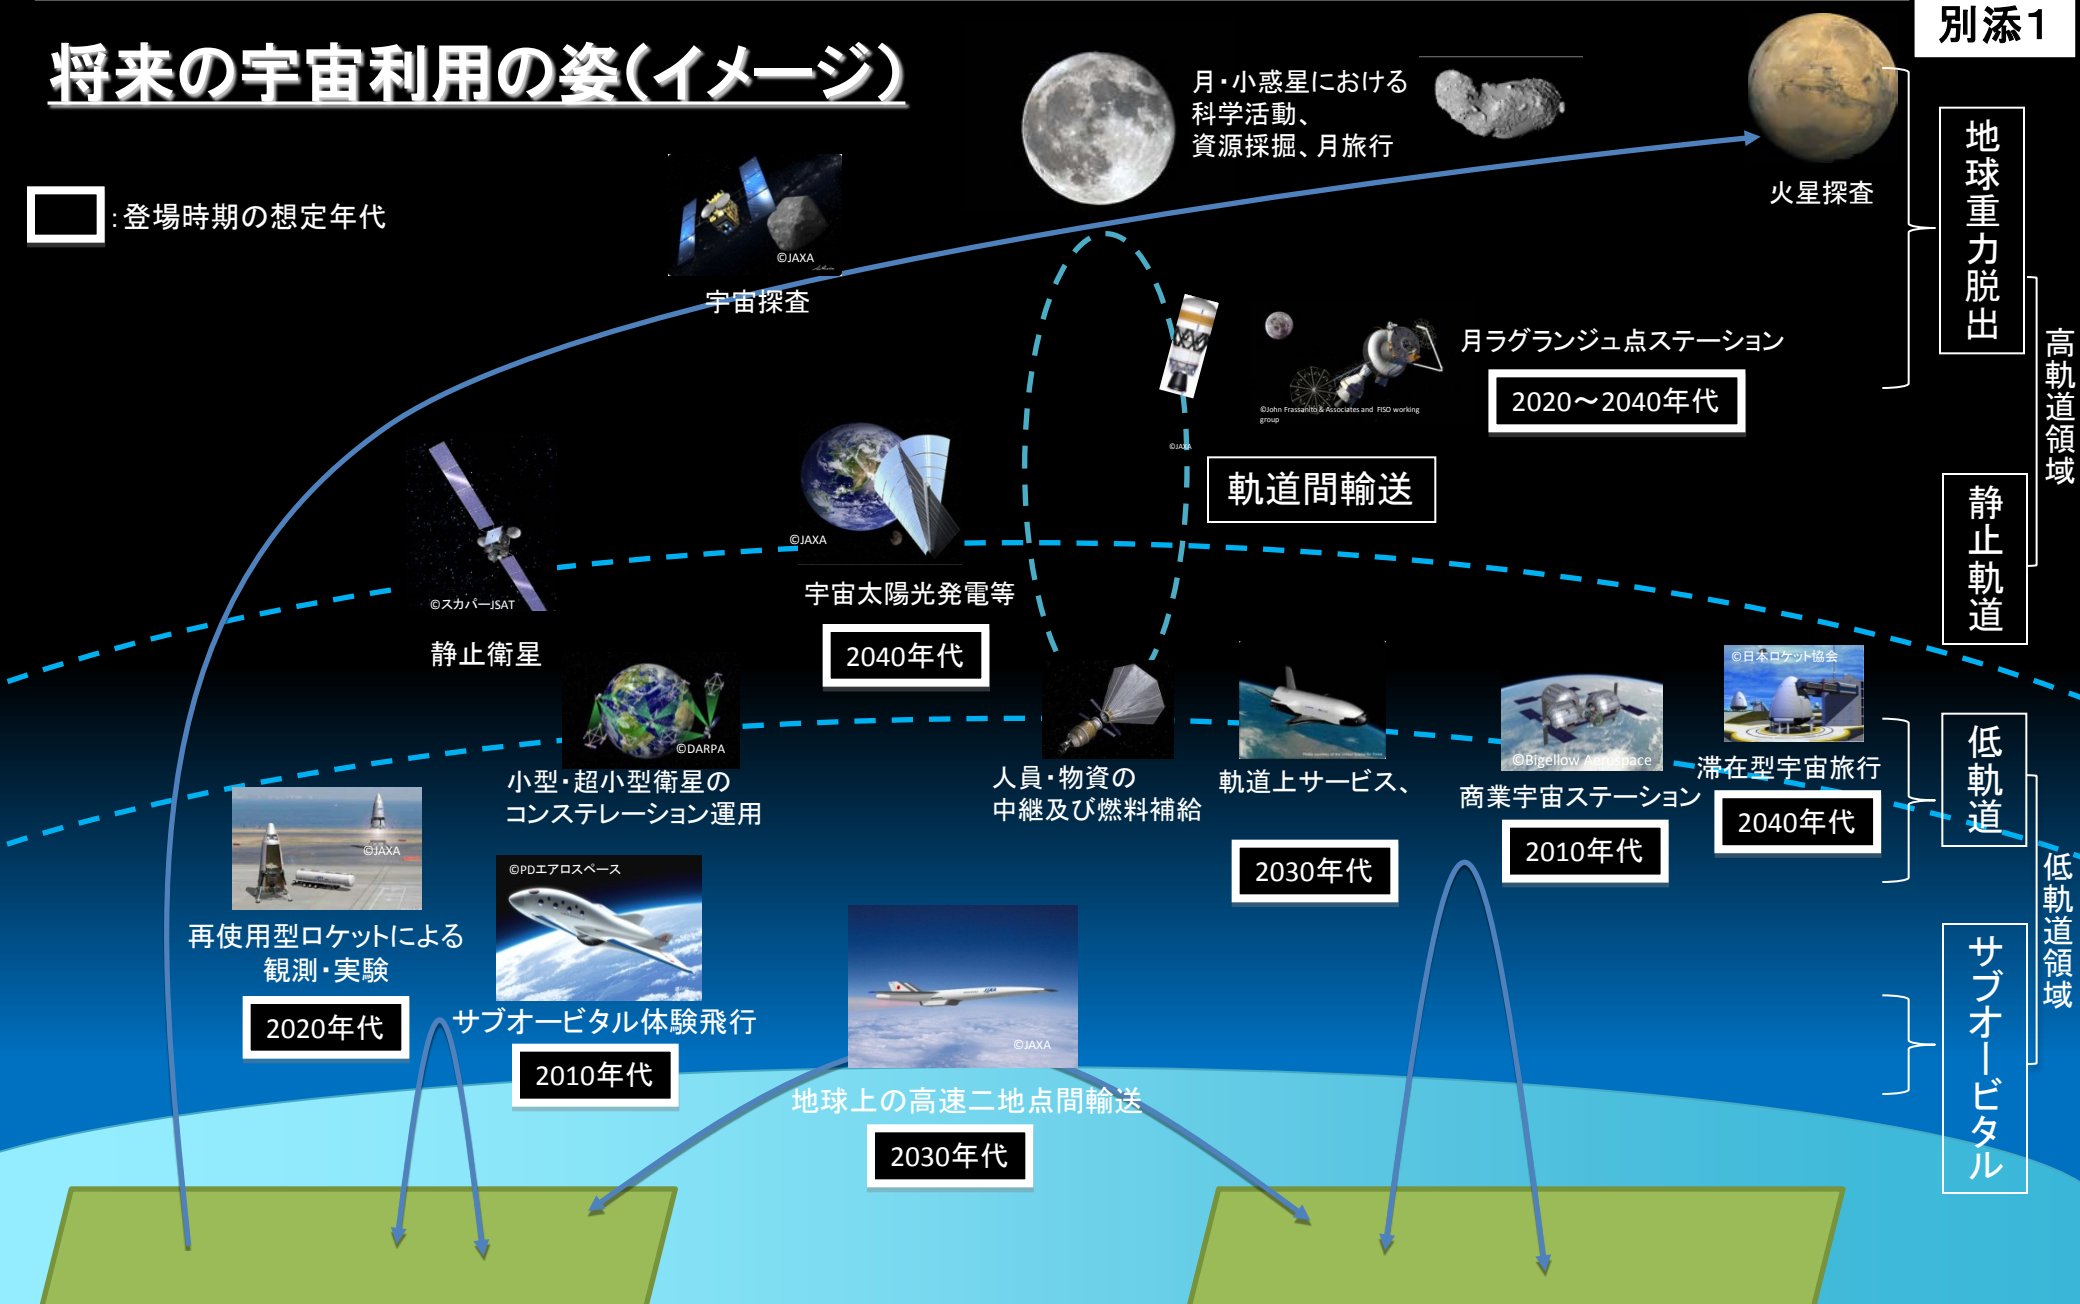 別添1
将来の宇宙利用の姿(イメージ)
:登場時期の想定年代
月・小惑星における
科学活動、
資源採掘、月旅行
火星探査
©JAXA
宇宙探査
月ラグランジュ点ステーション
2020～2040年代
©John Frassanito & Associates and FISO working
group
©JAXA
軌道間輸送
©スカパーJSAT
静止衛星
©JAXA
宇宙太陽光発電等
2040年代
©DARPA
小型・超小型衛星の
コンステレーション運用
人員・物資の
中継及び燃料補給
軌道上サービス、
2030年代
©Bigellow Aerospace
商業宇宙ステーション
2010年代
©日本ロケット協会
滞在型宇宙旅行
2040年代
©JAXA
再使用型ロケットによる
観測・実験
2020年代
©PDエアロスペース
サブオービタル体験飛行
2010年代
©JAXA
地球上の高速二地点間輸送
2030年代
地球重力脱出
高軌道領域
静止軌道
低軌道
低軌道領域
サブオービタル